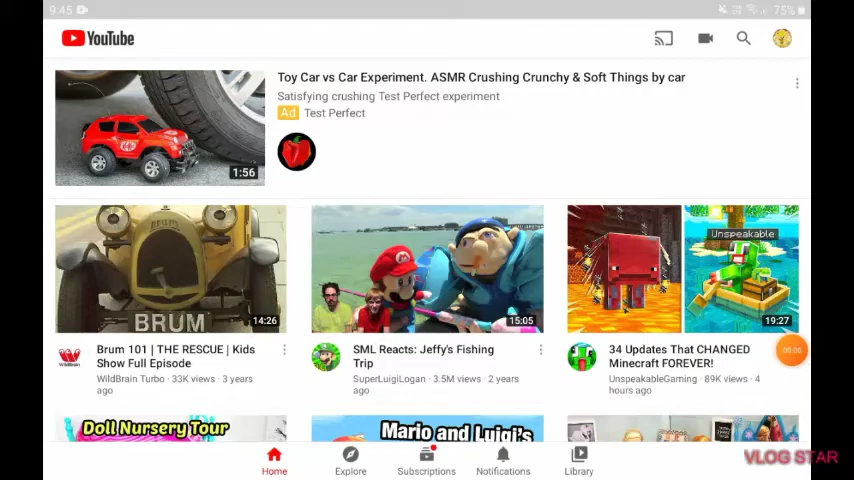 9.45
75%
YouTube
Toy Car vs Car Experiment. ASMR Crushing Crunchy & Soft Things by car
Satisfying crushing Test Perfect experiment
Ad Test Perfect
1:56
BRUM
BRUM
14:26
15:05
Unspeakable
19:27
Brum 101 | THE RESCUE | Kids
Show Full Episode
WildBrain Turbo · 33K views · 3 years
ago
SML Reacts: Jeffy's Fishing
Trip
SuperLuigiLogan · 3.5M views · 2 years
ago
34 Updates That CHANGED
Minecraft FOREVER!
UnspeakableGaming · 89K views · 4
hours ago
00:00
Doll Nursery Tour
Mario and Luigi's
Home
Explore
Subscriptions
Notifications
Library
VLOG STAR